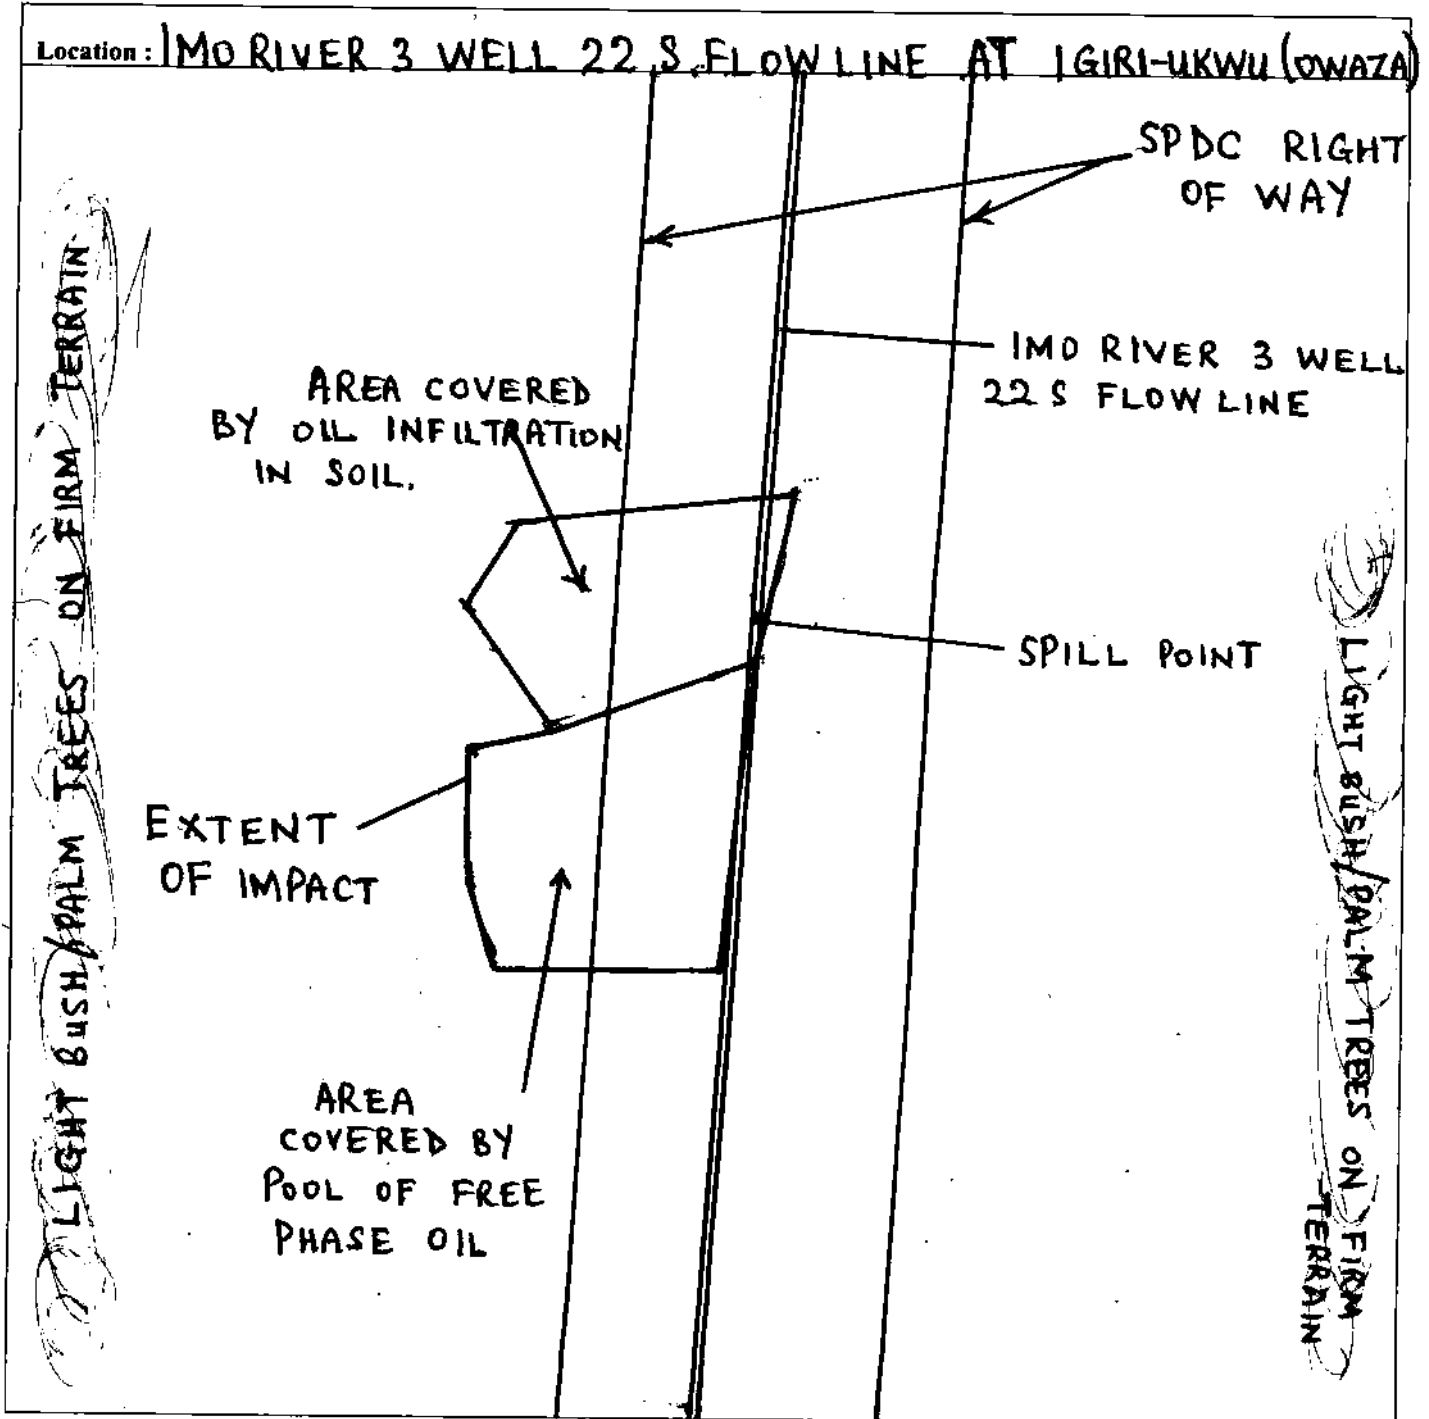 Location : IMO RIVER 3 WELL 22 S FLOW LINE AT IGIRI-UKWU (OWAZA)
SPDC RIGHT
OF WAY
IMO RIVER 3 WELL
22 S FLOW LINE
AREA COVERED
BY OIL INFILTRATION
IN SOIL.
SPILL POINT
EXTENT
OF IMPACT
AREA
COVERED BY
POOL OF FREE
PHASE OIL
LIGHT BUSH/PALM TREES ON FIRM TERRAIN
LIGHT BUSH/PALM TREES ON FIRM
TERRAIN